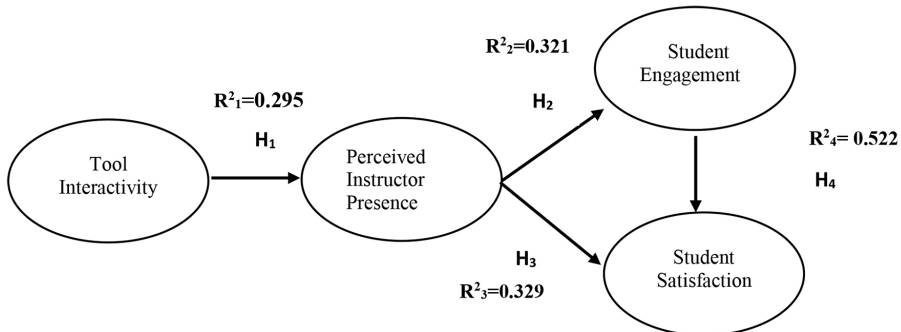 R²₂=0.321
Student
Engagement
H₂
R²₁=0.295
H₁
Tool
Interactivity
Perceived
Instructor
Presence
R²₄= 0.522
H₄
H₃
R²₃=0.329
Student
Satisfaction